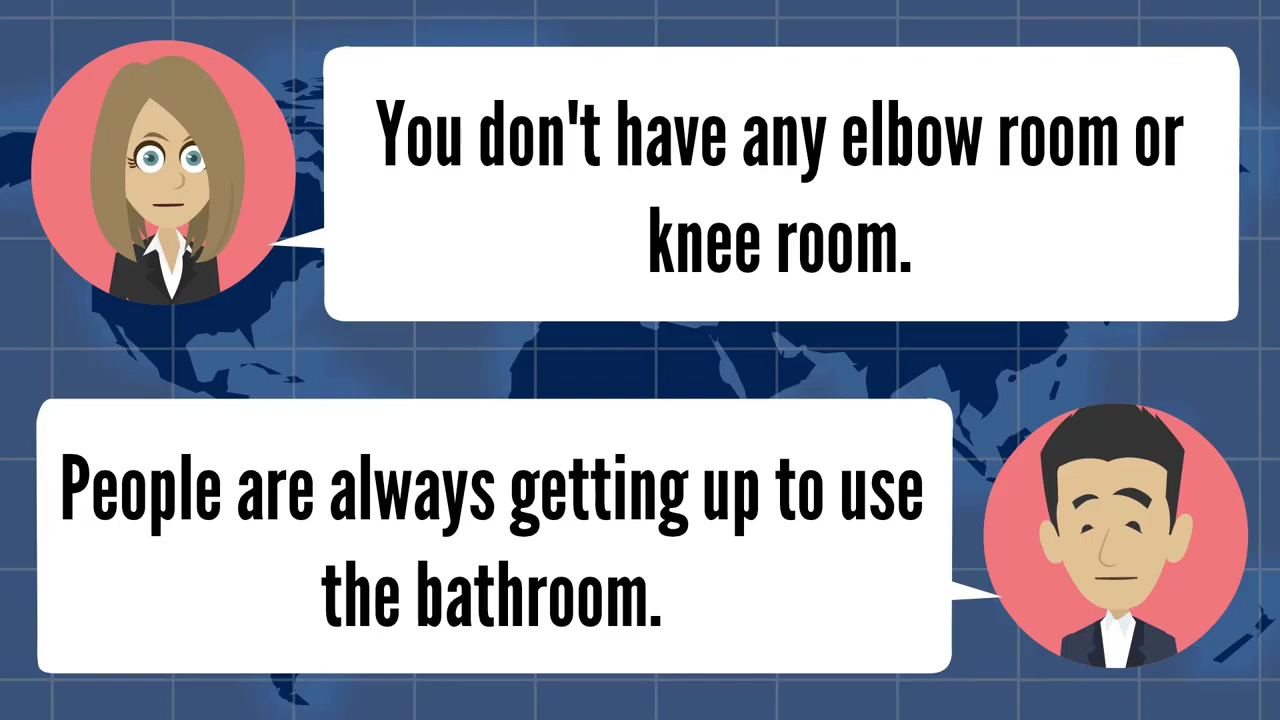 You don't have any elbow room or
knee room.
People are always getting up to use
the bathroom.